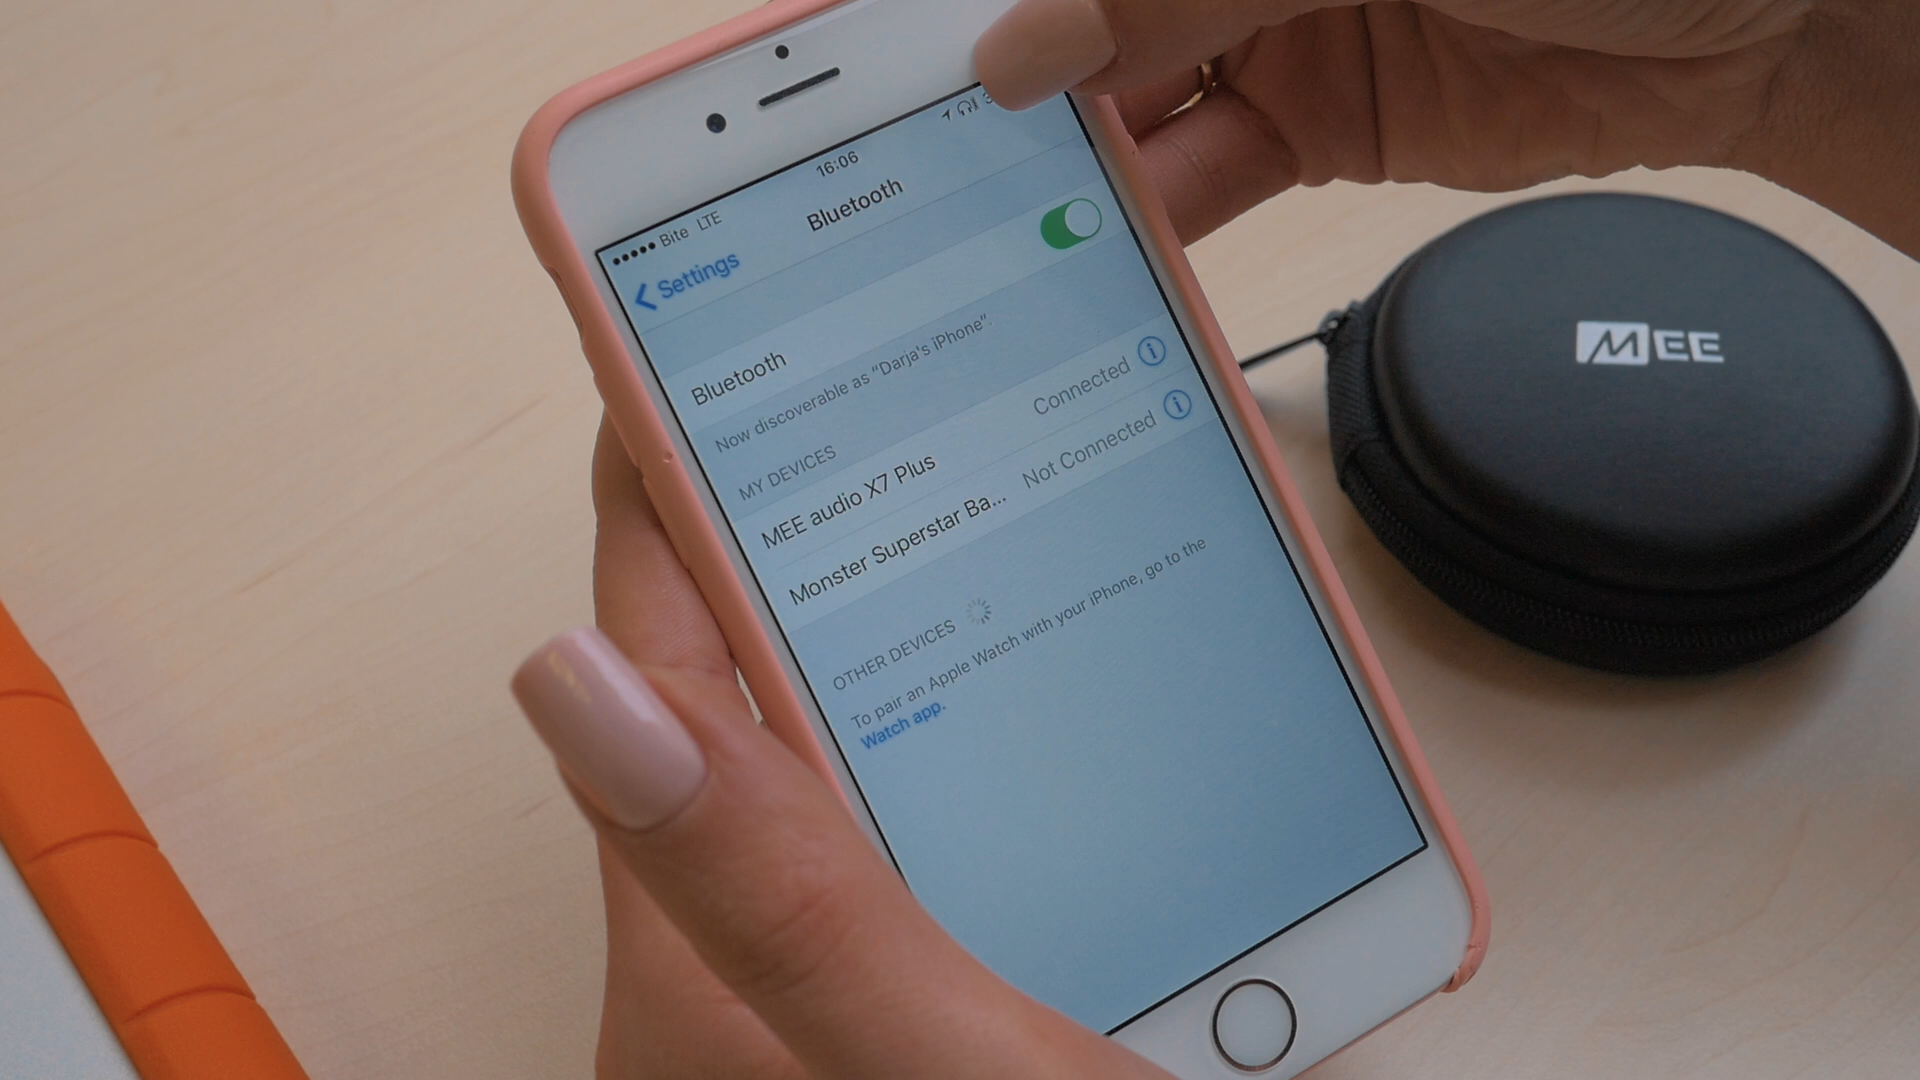 Bite LTE
16:06
Settings
Bluetooth
Bluetooth
Now discoverable as “Darja’s iPhone”.
MY DEVICES
MEE audio X7 Plus Connected
Monster Superstar Ba... Not Connected
OTHER DEVICES
To pair an Apple Watch with your iPhone, go to the
Watch app.
MEE